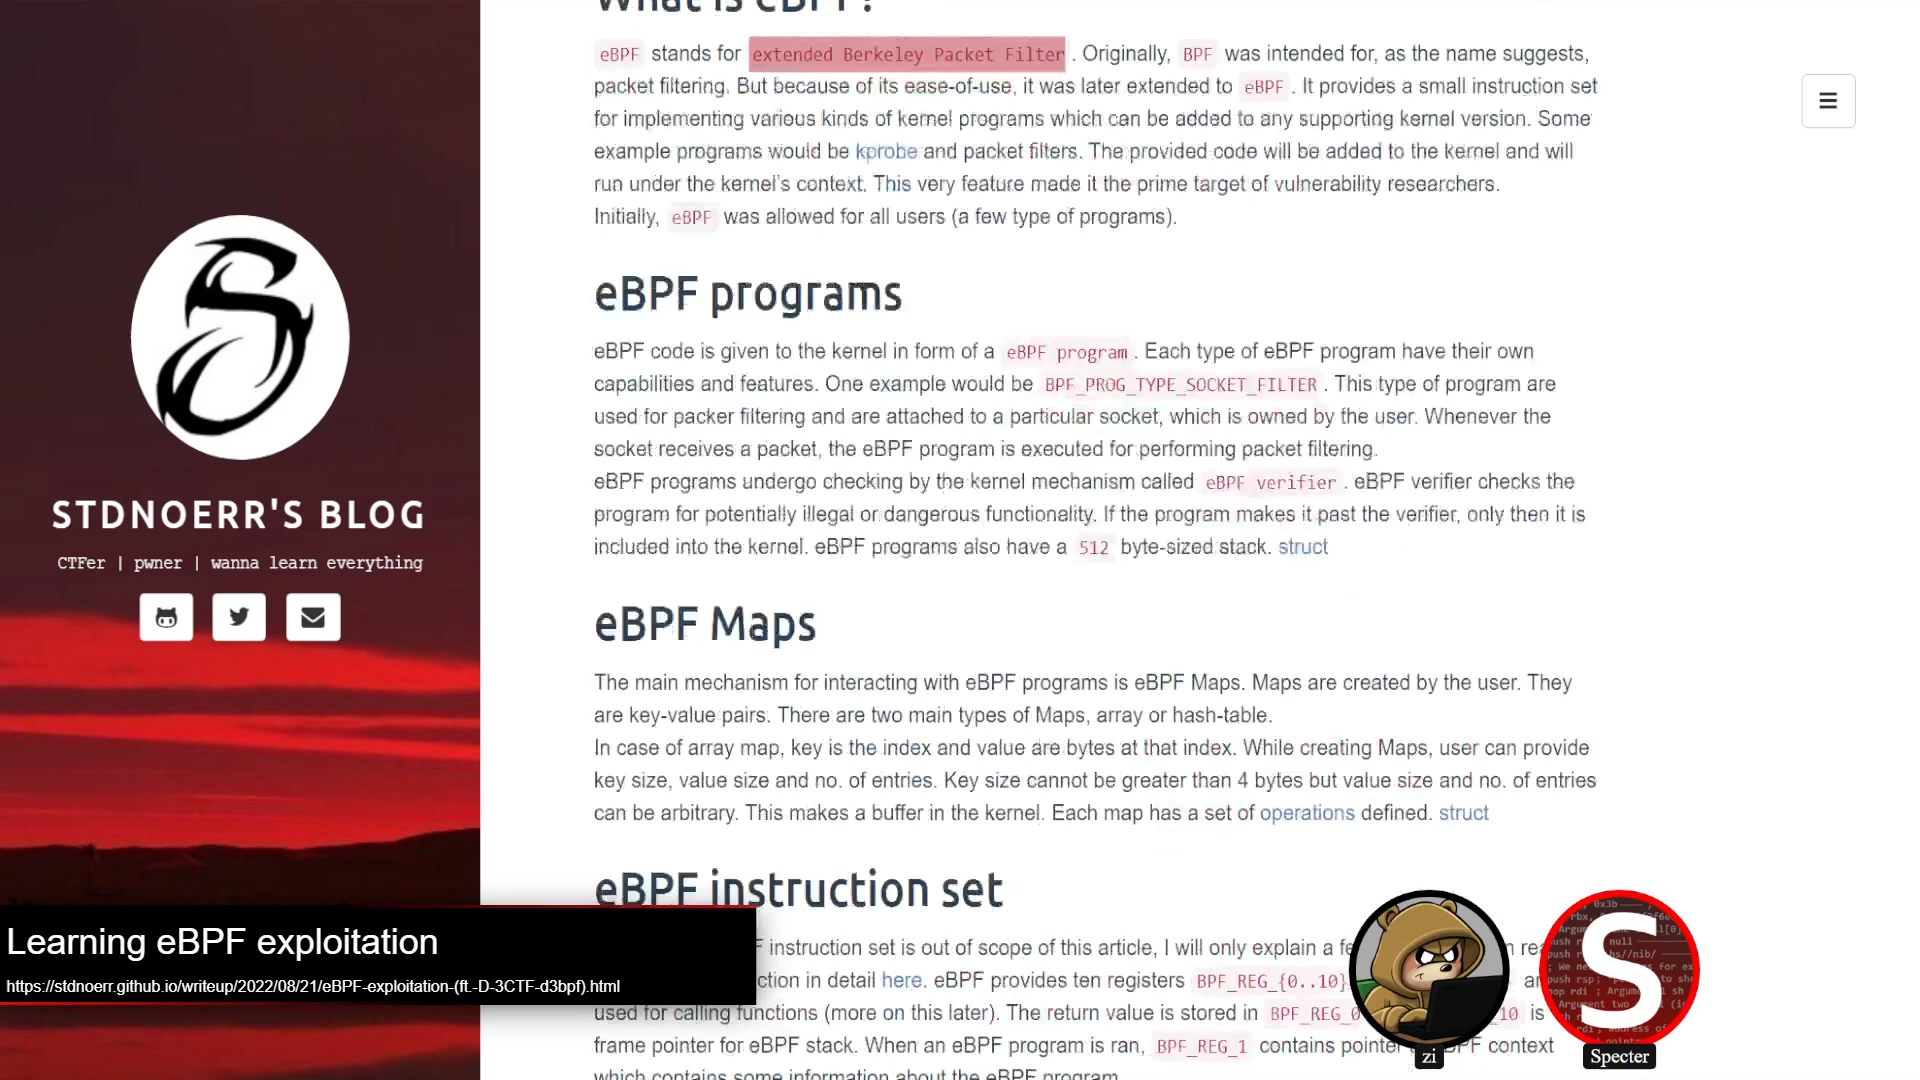 What is eBPF?
eBPF stands for extended Berkeley Packet Filter . Originally, BPF was intended for, as the name suggests,
packet filtering. But because of its ease-of-use, it was later extended to eBPF . It provides a small instruction set
for implementing various kinds of kernel programs which can be added to any supporting kernel version. Some
example programs would be kprobe and packet filters. The provided code will be added to the kernel and will
run under the kernel's context. This very feature made it the prime target of vulnerability researchers.
Initially, eBPF was allowed for all users (a few type of programs).
eBPF programs
eBPF code is given to the kernel in form of a eBPF program . Each type of eBPF program have their own
capabilities and features. One example would be BPF_PROG_TYPE_SOCKET_FILTER . This type of program are
used for packer filtering and are attached to a particular socket, which is owned by the user. Whenever the
socket receives a packet, the eBPF program is executed for performing packet filtering.
eBPF programs undergo checking by the kernel mechanism called eBPF verifier . eBPF verifier checks the
program for potentially illegal or dangerous functionality. If the program makes it past the verifier, only then it is
included into the kernel. eBPF programs also have a 512 byte-sized stack. struct
eBPF Maps
The main mechanism for interacting with eBPF programs is eBPF Maps. Maps are created by the user. They
are key-value pairs. There are two main types of Maps, array or hash-table.
In case of array map, key is the index and value are bytes at that index. While creating Maps, user can provide
key size, value size and no. of entries. Key size cannot be greater than 4 bytes but value size and no. of entries
can be arbitrary. This makes a buffer in the kernel. Each map has a set of operations defined. struct
eBPF instruction set
F instruction set is out of scope of this article, I will only explain a fe
ction in detail here. eBPF provides ten registers BPF_REG_{0..10}
used for calling functions (more on this later). The return value is stored in BPF_REG_0 10 is
frame pointer for eBPF stack. When an eBPF program is ran, BPF_REG_1 contains pointer BPF context
which contains some information about the eBPF program.
STDNOERR'S BLOG
CTFer | pwner | wanna learn everything
Learning eBPF exploitation
https://stdnoerr.github.io/writeup/2022/08/21/eBPF-exploitation-(ft.-D-3CTF-d3bpf).html
zi
S
Specter